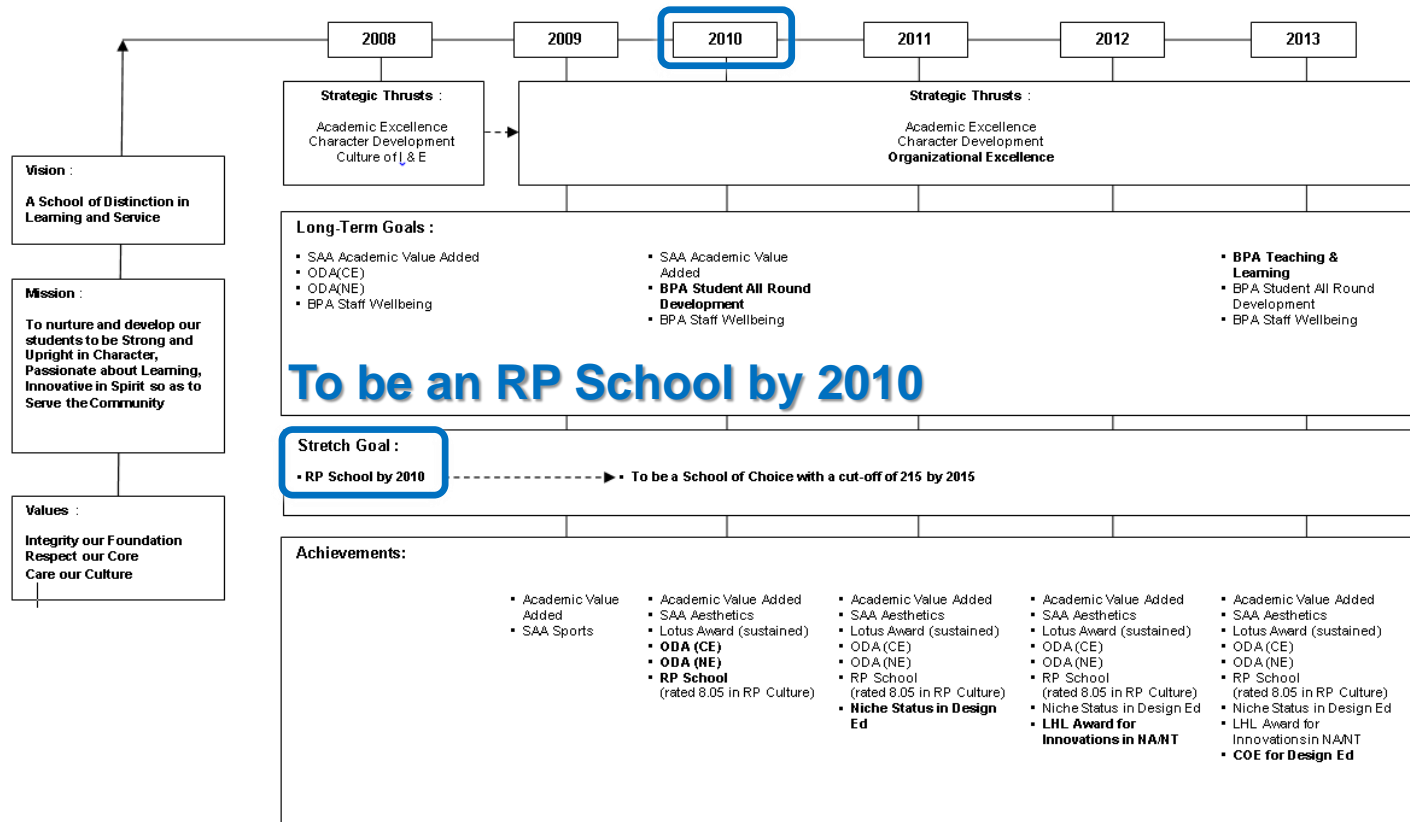 2008
2009
2010
2011
2012
2013
Strategic Thrusts :
Academic Excellence
Character Development
Culture of I & E
Strategic Thrusts :
Academic Excellence
Character Development
Organizational Excellence
Vision :
A School of Distinction in
Learning and Service
Mission :
To nurture and develop our
students to be Strong and
Upright in Character,
Passionate about Learning,
Innovative in Spirit so as to
Serve the Community
Values :
Integrity our Foundation
Respect our Core
Care our Culture
Long-Term Goals :
▪ SAA Academic Value Added
▪ ODA(CE)
▪ ODA(NE)
▪ BPA Staff Wellbeing
▪ SAA Academic Value
Added
▪ BPA Student All Round
Development
▪ BPA Staff Wellbeing
▪ BPA Teaching &
Learning
▪ BPA Student All Round
Development
▪ BPA Staff Wellbeing
To be an RP School by 2010
Stretch Goal :
▪ RP School by 2010
▪ To be a School of Choice with a cut-off of 215 by 2015
Achievements:
▪ Academic Value
Added
▪ SAA Sports
▪ Academic Value Added
▪ SAA Aesthetics
▪ Lotus Award (sustained)
▪ ODA (CE)
▪ ODA (NE)
▪ RP School
(rated 8.05 in RP Culture)
▪ Academic Value Added
▪ SAA Aesthetics
▪ Lotus Award (sustained)
▪ ODA (CE)
▪ ODA (NE)
▪ RP School
(rated 8.05 in RP Culture)
▪ Niche Status in Design
Ed
▪ Academic Value Added
▪ SAA Aesthetics
▪ Lotus Award (sustained)
▪ ODA (CE)
▪ ODA (NE)
▪ RP School
(rated 8.05 in RP Culture)
▪ Niche Status in Design Ed
▪ LHL Award for
Innovations in NA/NT
▪ Academic Value Added
▪ SAA Aesthetics
▪ Lotus Award (sustained)
▪ ODA (CE)
▪ ODA (NE)
▪ RP School
(rated 8.05 in RP Culture)
▪ Niche Status in Design Ed
▪ LHL Award for
Innovations in NA/NT
▪ COE for Design Ed